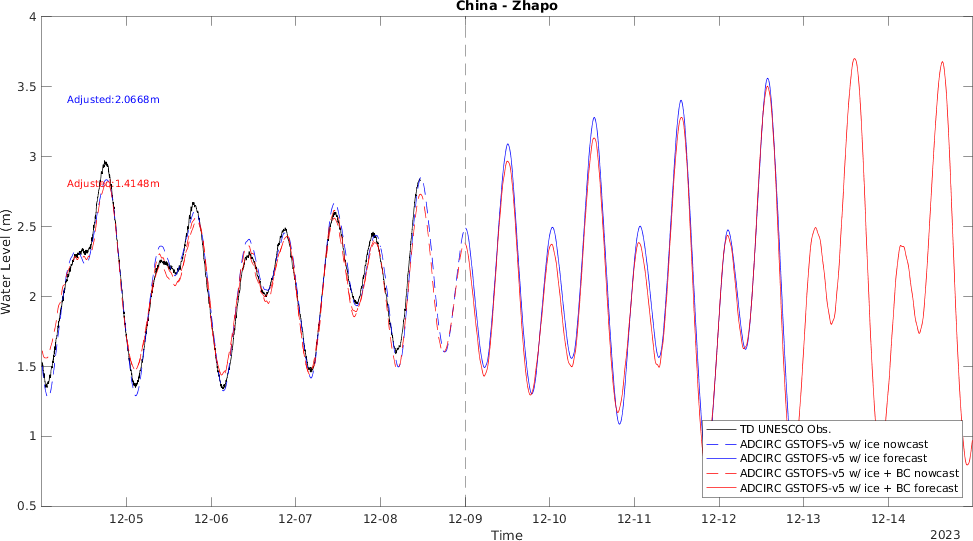 China - Zhapo
4
3.5
3
2.5
2
1.5
1
0.5
Water Level (m)
Adjusted:2.0668m
Adjusted:1.4148m
TD UNESCO Obs.
ADCIRC GSTOFS-v5 w/ ice nowcast
ADCIRC GSTOFS-v5 w/ ice forecast
ADCIRC GSTOFS-v5 w/ ice + BC nowcast
ADCIRC GSTOFS-v5 w/ ice + BC forecast
12-05 12-06 12-07 12-08 12-09 12-10 12-11 12-12 12-13 12-14
Time
2023